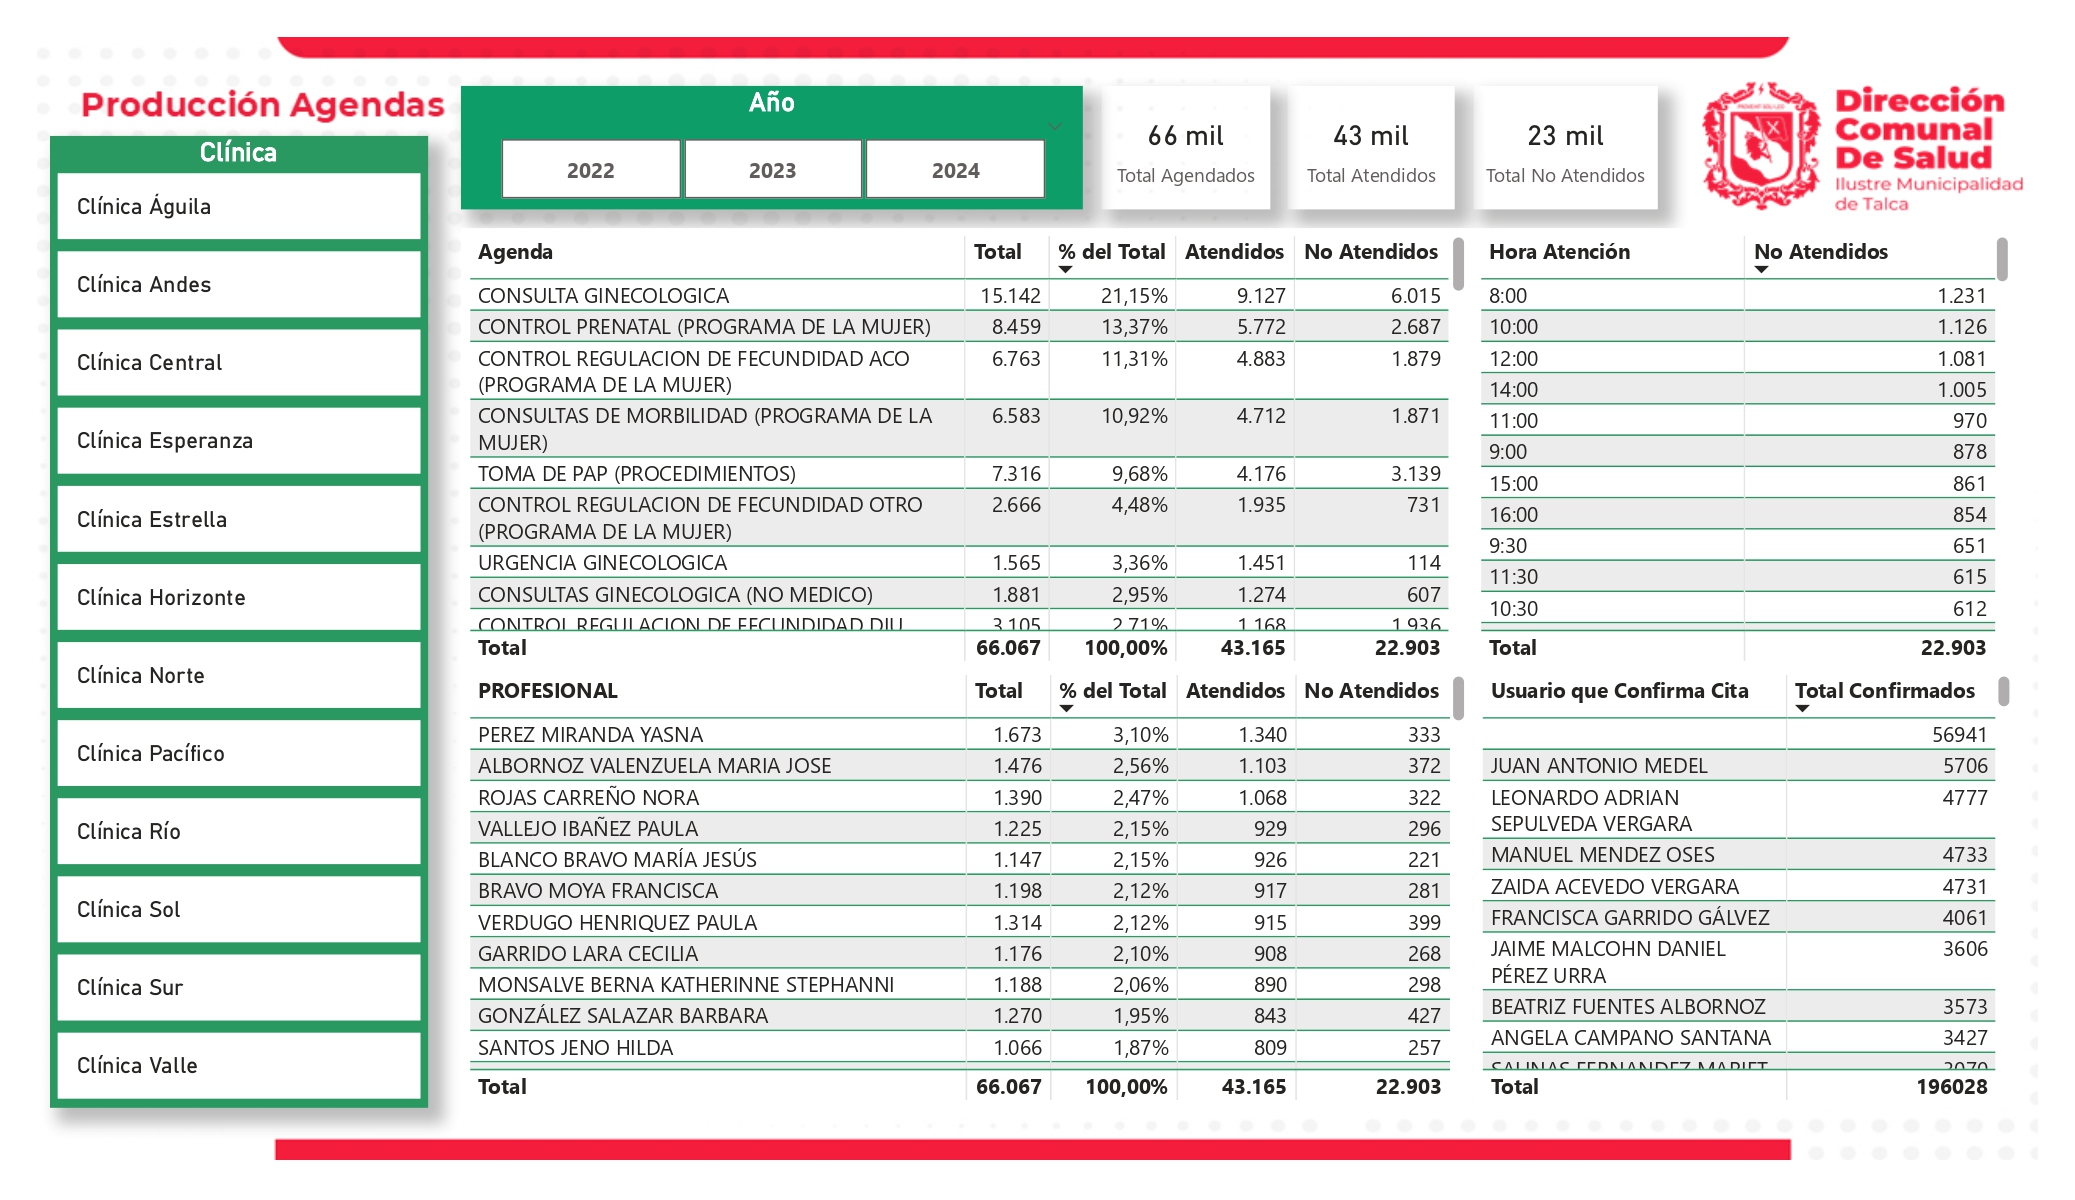 Producción Agendas
Clínica
Clínica Águila
Clínica Andes
Clínica Central
Clínica Esperanza
Clínica Estrella
Clínica Horizonte
Clínica Norte
Clínica Pacífico
Clínica Río
Clínica Sol
Clínica Sur
Clínica Valle
Año
2022 2023 2024
66 mil
Total Agendados
43 mil
Total Atendidos
23 mil
Total No Atendidos
Dirección
Comunal
De Salud
Ilustre Municipalidad
de Talca
Agenda Total % del Total Atendidos No Atendidos
CONSULTA GINECOLOGICA 15.142 21,15% 9.127 6.015
CONTROL PRENATAL (PROGRAMA DE LA MUJER) 8.459 13,37% 5.772 2.687
CONTROL REGULACION DE FECUNDIDAD ACO 6.763 11,31% 4.883 1.879
(PROGRAMA DE LA MUJER)
CONSULTAS DE MORBILIDAD (PROGRAMA DE LA 6.583 10,92% 4.712 1.871
MUJER)
TOMA DE PAP (PROCEDIMIENTOS) 7.316 9,68% 4.176 3.139
CONTROL REGULACION DE FECUNDIDAD OTRO 2.666 4,48% 1.935 731
(PROGRAMA DE LA MUJER)
URGENCIA GINECOLOGICA 1.565 3,36% 1.451 114
CONSULTAS GINECOLOGICA (NO MEDICO) 1.881 2,95% 1.274 607
CONTROL REGULACION DE FECUNDIDAD DIU 3.105 2,71% 1.168 1.936
Total 66.067 100,00% 43.165 22.903
Hora Atención No Atendidos
8:00 1.231
10:00 1.126
12:00 1.081
14:00 1.005
11:00 970
9:00 878
15:00 861
16:00 854
9:30 651
11:30 615
10:30 612
Total 22.903
PROFESIONAL Total % del Total Atendidos No Atendidos
PEREZ MIRANDA YASNA 1.673 3,10% 1.340 333
ALBORNOZ VALENZUELA MARIA JOSE 1.476 2,56% 1.103 372
ROJAS CARREÑO NORA 1.390 2,47% 1.068 322
VALLEJO IBAÑEZ PAULA 1.225 2,15% 929 296
BLANCO BRAVO MARÍA JESÚS 1.147 2,15% 926 221
BRAVO MOYA FRANCISCA 1.198 2,12% 917 281
VERDUGO HENRIQUEZ PAULA 1.314 2,12% 915 399
GARRIDO LARA CECILIA 1.176 2,10% 908 268
MONSALVE BERNA KATHERINNE STEPHANNI 1.188 2,06% 890 298
GONZÁLEZ SALAZAR BARBARA 1.270 1,95% 843 427
SANTOS JENO HILDA 1.066 1,87% 809 257
Total 66.067 100,00% 43.165 22.903
Usuario que Confirma Cita Total Confirmados
56941
JUAN ANTONIO MEDEL 5706
LEONARDO ADRIAN 4777
SEPULVEDA VERGARA
MANUEL MENDEZ OSES 4733
ZAIDA ACEVEDO VERGARA 4731
FRANCISCA GARRIDO GÁLVEZ 4061
JAIME MALCOHN DANIEL 3606
PÉREZ URRA
BEATRIZ FUENTES ALBORNOZ 3573
ANGELA CAMPANO SANTANA 3427
Total 196028